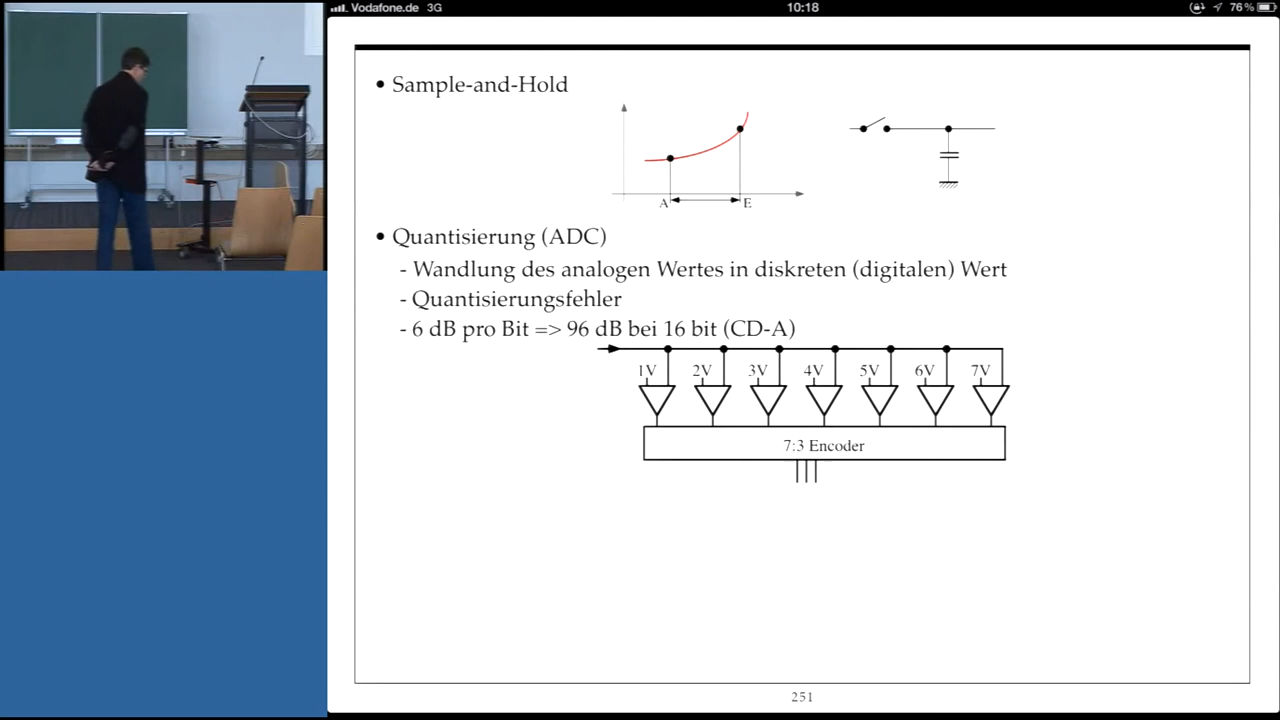 Vodafone.de 3G 10:18 76%
• Sample-and-Hold
A E
• Quantisierung (ADC)
- Wandlung des analogen Wertes in diskreten (digitalen) Wert
- Quantisierungsfehler
- 6 dB pro Bit => 96 dB bei 16 bit (CD-A)
1V 2V 3V 4V 5V 6V 7V
7:3 Encoder
251